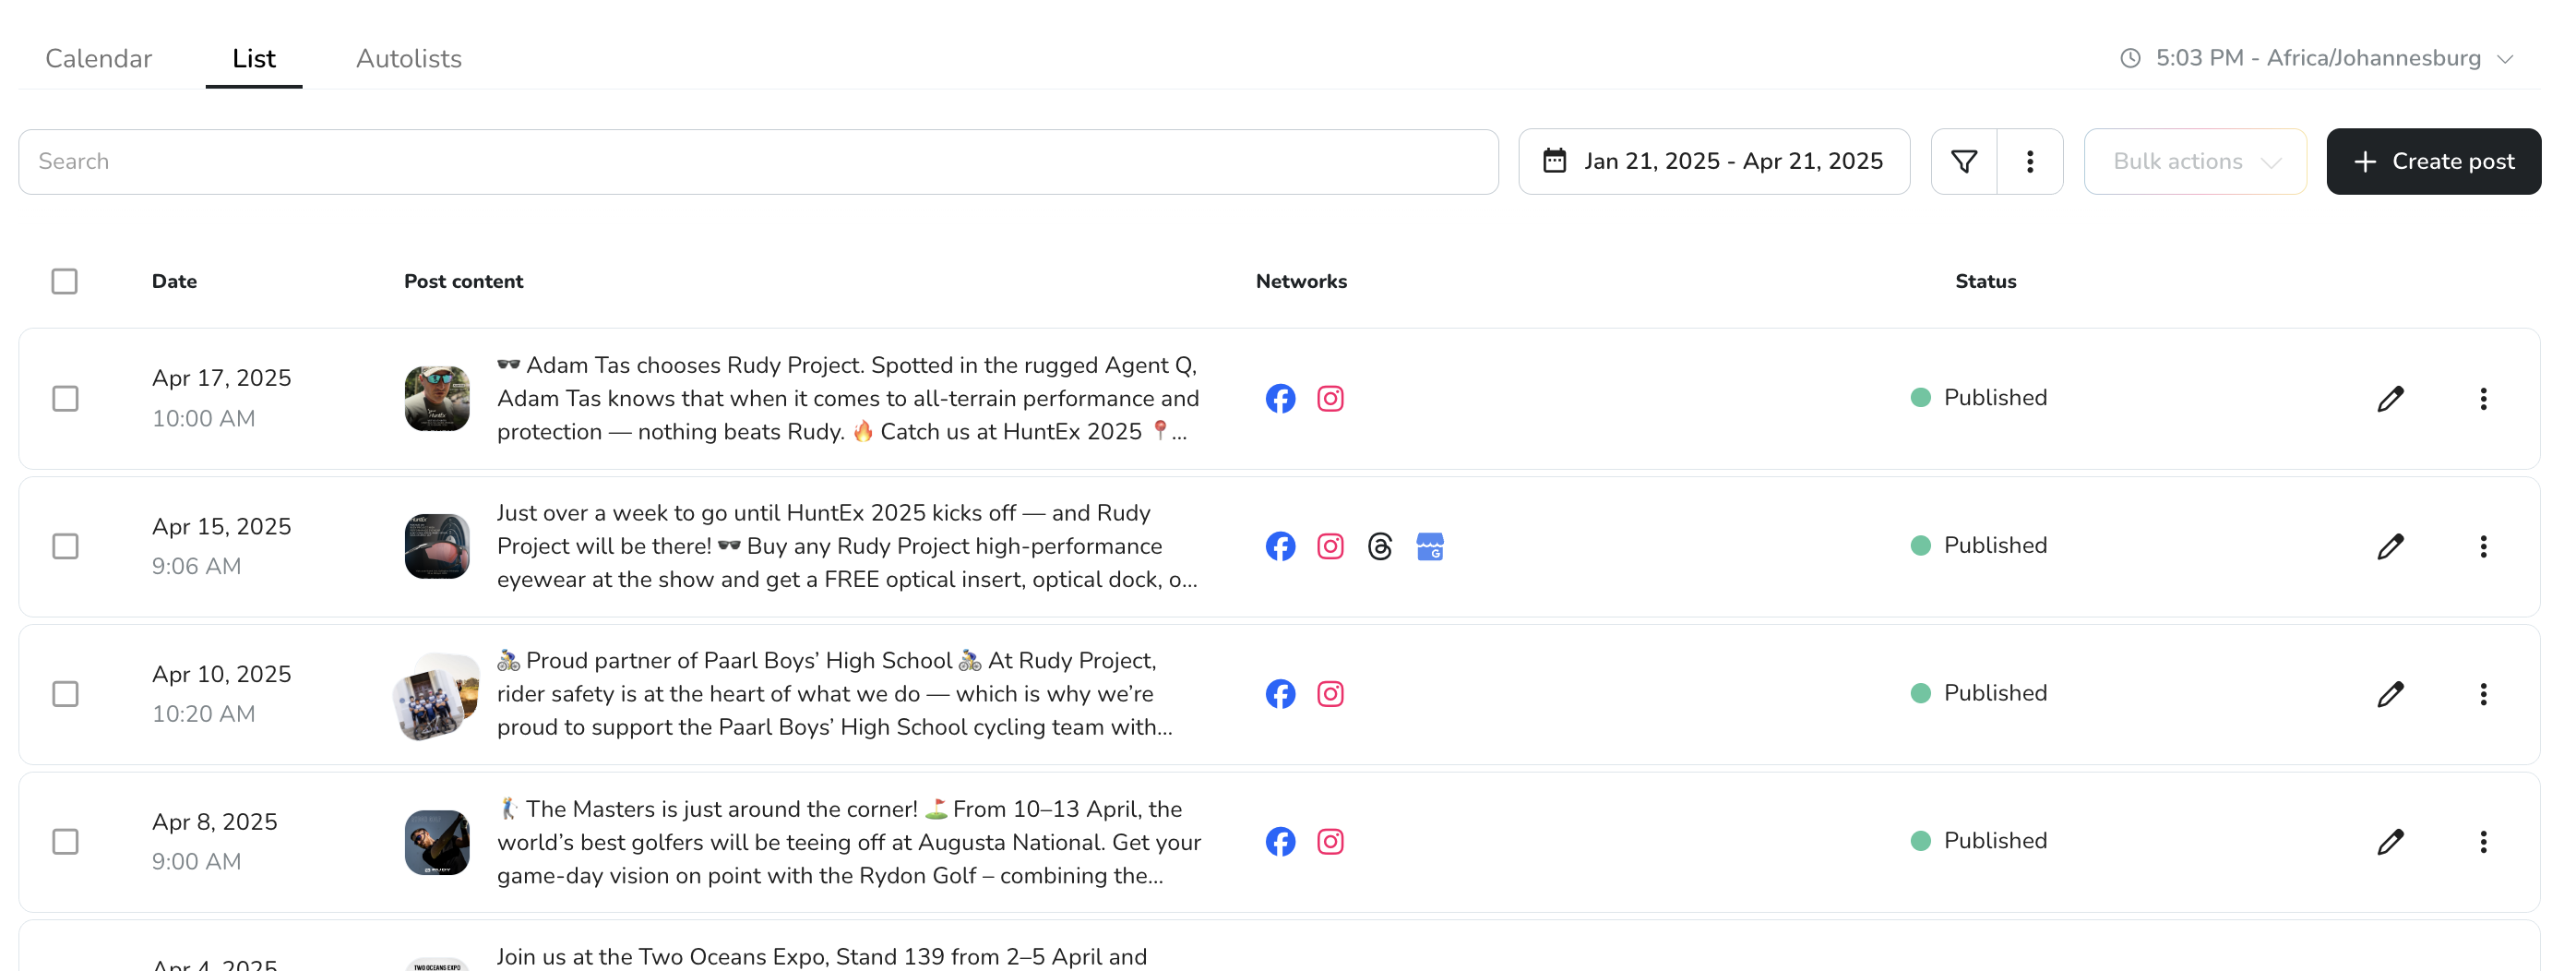 Calendar
List
Autolists
5:03 PM - Africa/Johannesburg
Search
Jan 21, 2025 - Apr 21, 2025
Bulk actions
Create post
Date
Post content
Networks
Status
Apr 17, 2025
10:00 AM
🕶️ Adam Tas chooses Rudy Project. Spotted in the rugged Agent Q,
Adam Tas knows that when it comes to all-terrain performance and
protection — nothing beats Rudy. 🔥 Catch us at HuntEx 2025 📍...
Published
Apr 15, 2025
9:06 AM
HuntEx
Just over a week to go until HuntEx 2025 kicks off — and Rudy
Project will be there! 🕶️ Buy any Rudy Project high-performance
eyewear at the show and get a FREE optical insert, optical dock, o...
Published
Apr 10, 2025
10:20 AM
🚴 Proud partner of Paarl Boys’ High School 🚴 At Rudy Project,
rider safety is at the heart of what we do — which is why we’re
proud to support the Paarl Boys’ High School cycling team with...
Published
Apr 8, 2025
9:00 AM
🏌️ The Masters is just around the corner! ⛳ From 10–13 April, the
world’s best golfers will be teeing off at Augusta National. Get your
game-day vision on point with the Rydon Golf – combining the...
Published
Apr 4, 2025
TWO OCEANS EXPO
Join us at the Two Oceans Expo, Stand 139 from 2–5 April and